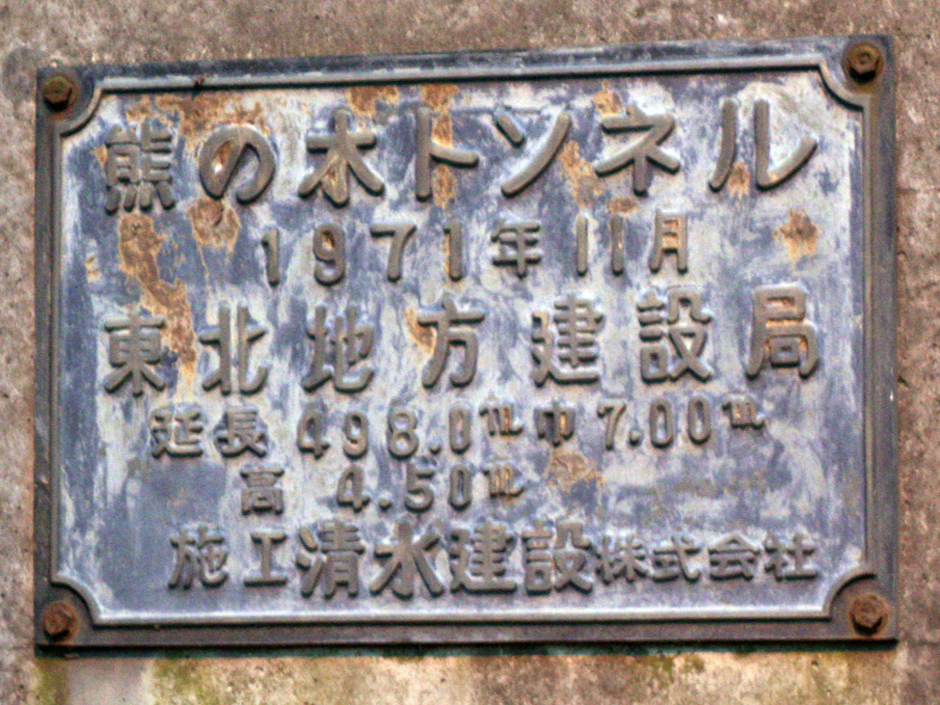 熊の木トンネル
1971年11月
東北地方建設局
延長 498.0m 巾 7.00m
高 4.50m
施工 清水建設株式会社